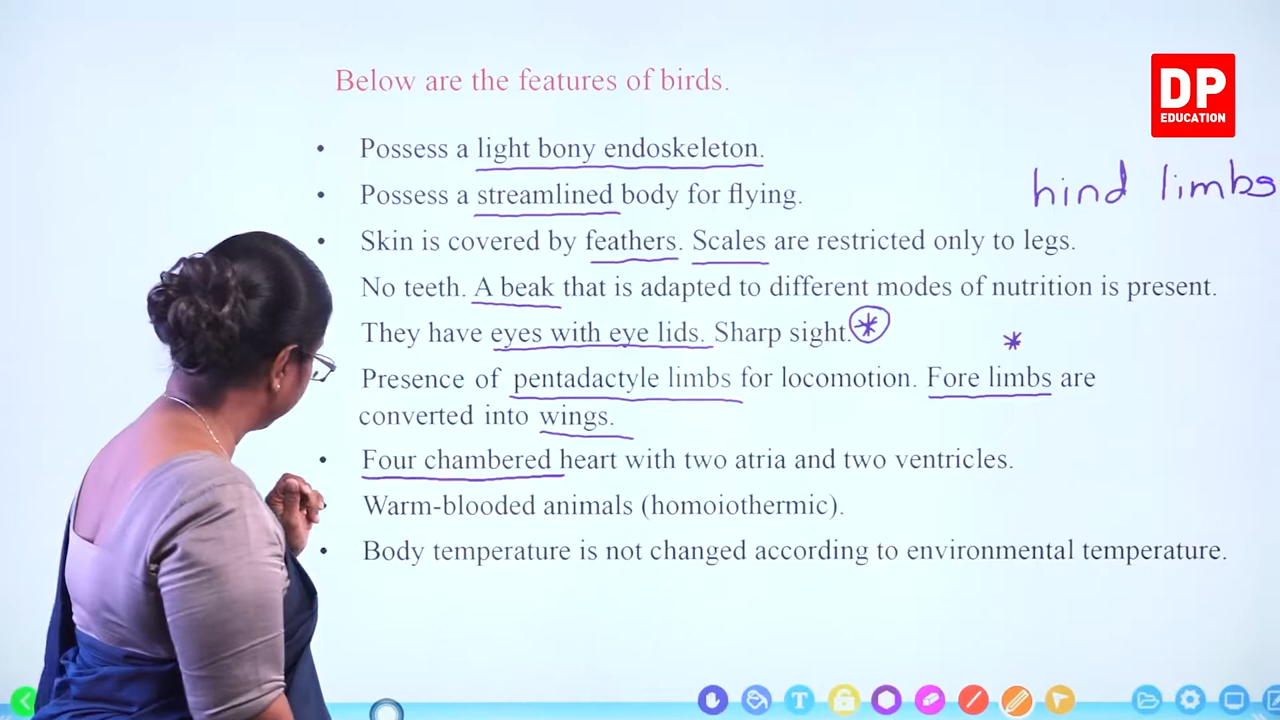 DP
EDUCATION
Below are the features of birds.
• Possess a light bony endoskeleton.
• Possess a streamlined body for flying.
hind limbs
• Skin is covered by feathers. Scales are restricted only to legs.
No teeth. A beak that is adapted to different modes of nutrition is present.
They have eyes with eye lids. Sharp sight. *
*
Presence of pentadactyle limbs for locomotion. Fore limbs are
converted into wings.
• Four chambered heart with two atria and two ventricles.
Warm-blooded animals (homoiothermic).
• Body temperature is not changed according to environmental temperature.
T